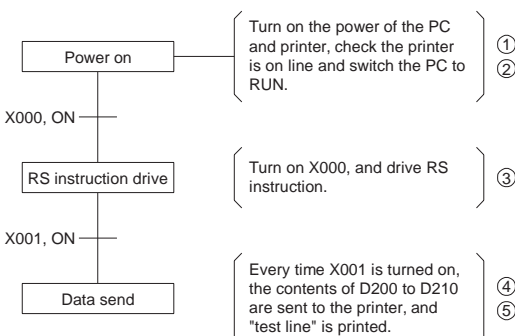 Power on
Turn on the power of the PC
and printer, check the printer
is on line and switch the PC to
RUN.
①
②
X000, ON
RS instruction drive
Turn on X000, and drive RS
instruction.
③
X001, ON
Data send
Every time X001 is turned on,
the contents of D200 to D210
are sent to the printer, and
"test line" is printed.
④
⑤